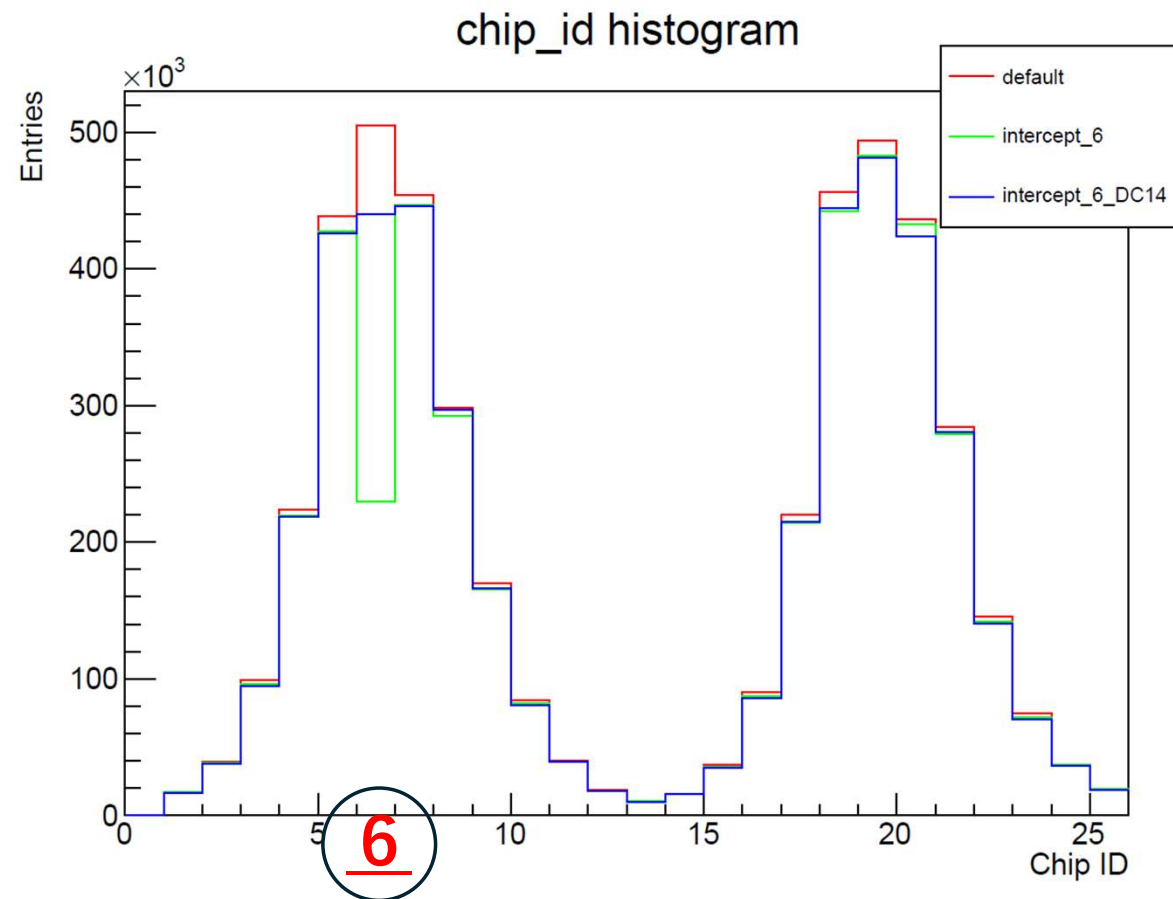 chip_id histogram
×10³
Entries
default
intercept_6
intercept_6_DC14
500
400
300
200
100
0
0 5 10 15 20 25
6
Chip ID